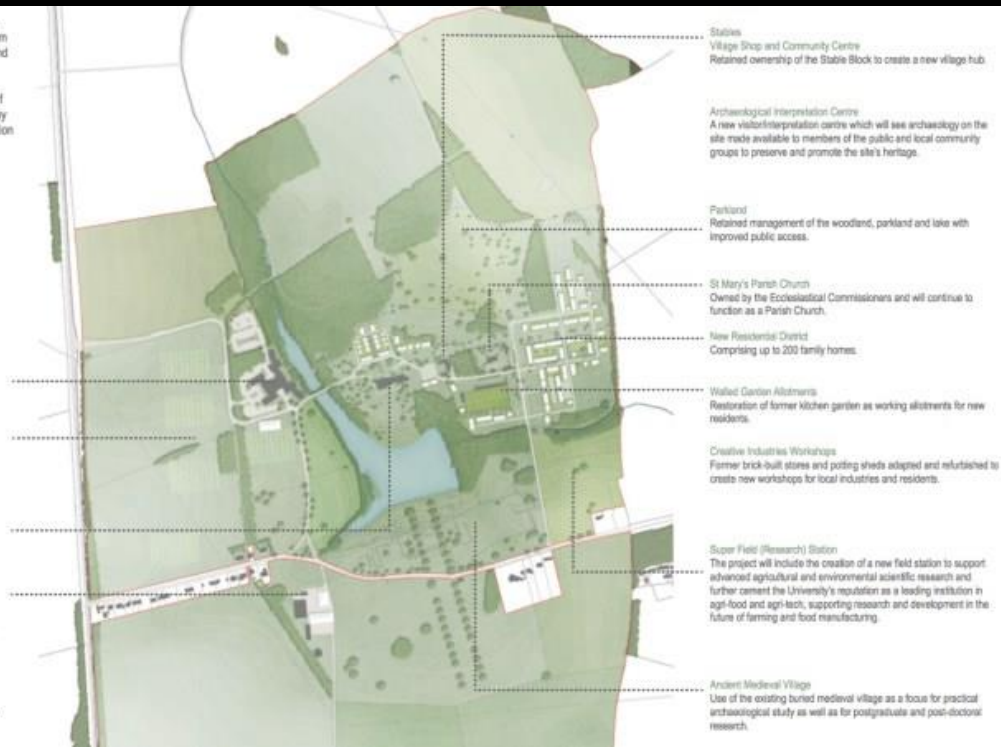 m
nd
f
y
ion
Stables
Village Shop and Community Centre
Retained ownership of the Stable Block to create a new village hub.
Archaeological Interpretation Centre
A new visitor/interpretation centre which will see archaeology on the
site made available to members of the public and local community
groups to preserve and promote the site's heritage.
Parkland
Retained management of the woodland, parkland and lake with
improved public access.
St Mary's Parish Church
Owned by the Ecclesiastical Commissioners and will continue to
function as a Parish Church.
New Residential District
Comprising up to 200 family homes.
Walled Garden Allotments
Restoration of former kitchen garden as working allotments for new
residents.
Creative Industries Workshops
Former brick-built stores and potting sheds adapted and refurbished to
create new workshops for local industries and residents.
Super Field (Research) Station
The project will include the creation of a new field station to support
advanced agricultural and environmental scientific research and
further cement the University's reputation as a leading institution in
agri-food and agri-tech, supporting research and development in the
future of farming and food manufacturing.
Ancient Medieval Village
Use of the existing buried medieval village as a focus for practical
archaeological study as well as for postgraduate and post-doctoral
research.